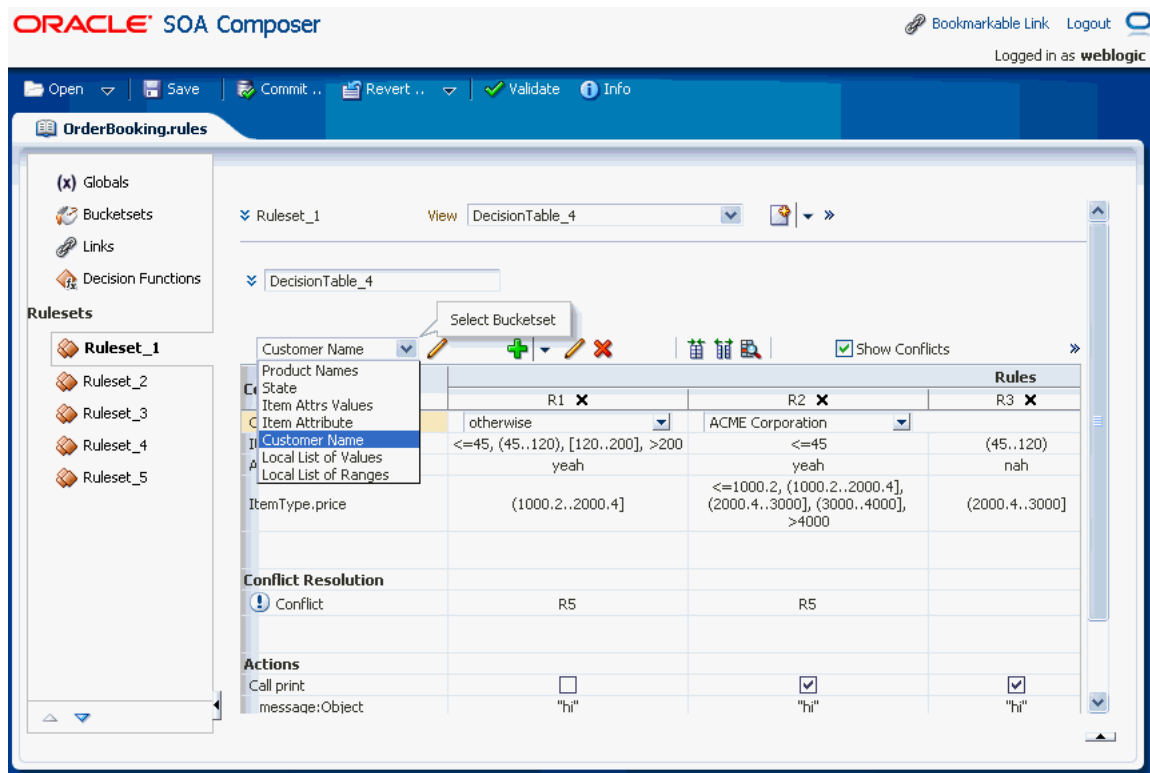 ORACLE® SOA Composer
Bookmarkable Link Logout
Logged in as weblogic
Open Save Commit .. Revert .. Validate Info
OrderBooking.rules
(x) Globals
Bucketsets
Links
Decision Functions
Rulesets
Ruleset_1
Ruleset_2
Ruleset_3
Ruleset_4
Ruleset_5
Ruleset_1 View DecisionTable_4
DecisionTable_4
Select Bucketset
Customer Name Show Conflicts
Product Names
State
Item Attrs Values
Item Attribute
Customer Name
Local List of Values
Local List of Ranges
Rules
R1 R2 R3
otherwise ACME Corporation
<=45, (45..120), [120..200], >200 <=45 (45..120)
yeah yeah nah
ItemType.price (1000.2..2000.4] <=1000.2, (1000.2..2000.4], (2000.4..3000]
(2000.4..3000], (3000..4000],
>4000
Conflict Resolution
Conflict R5 R5
Actions
Call print
message:Object "hi" "hi" "hi"